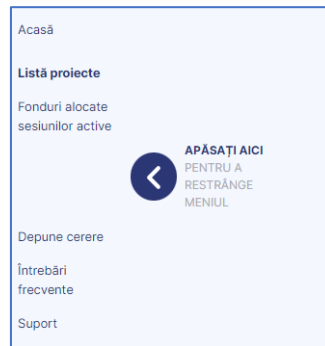 Acasă
Listă proiecte
Fonduri alocate
sesiunilor active
APĂSAȚI AICI
PENTRU A
RESTRÂNGE
MENIUL
Depune cerere
Întrebări
frecvente
Suport